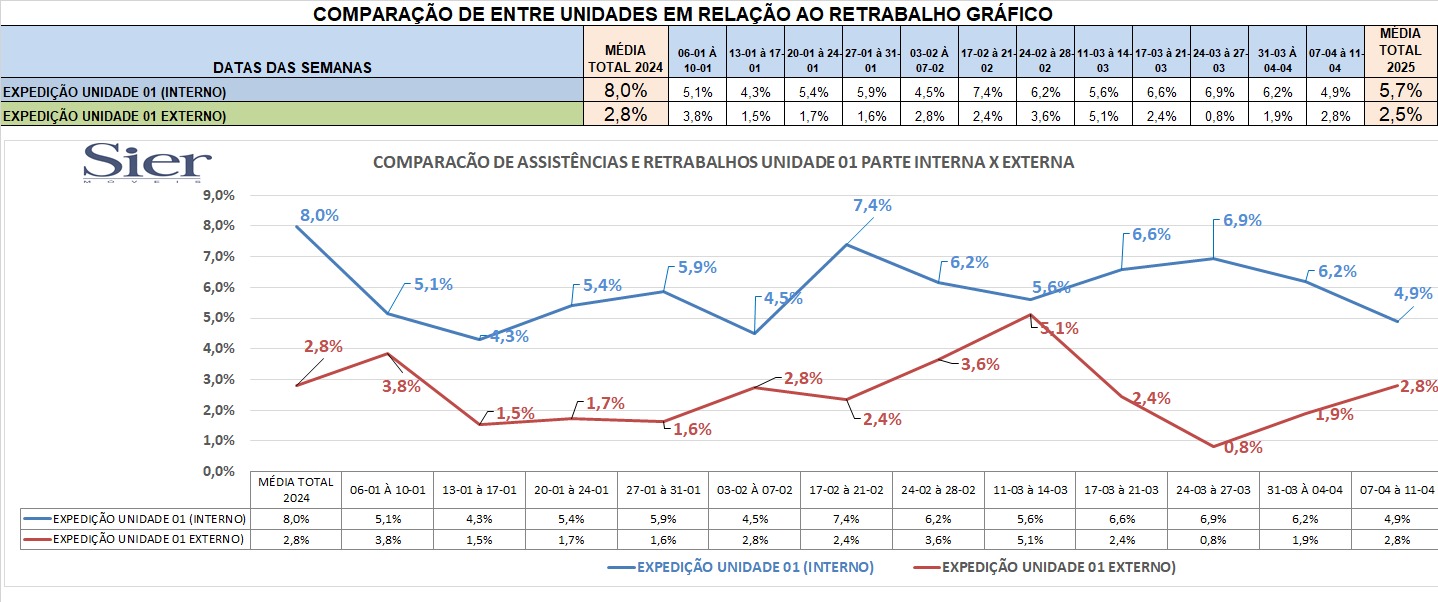 COMPARAÇÃO DE ENTRE UNIDADES EM RELAÇÃO AO RETRABALHO GRÁFICO
DATAS DAS SEMANAS MÉDIA TOTAL 2024 06-01 À 10-01 13-01 à 17-01 20-01 à 24-01 27-01 à 31-01 03-02 À 07-02 17-02 à 21-02 24-02 à 28-02 11-03 à 14-03 17-03 à 21-03 24-03 à 27-03 31-03 À 04-04 07-04 à 11-04 MÉDIA TOTAL 2025
EXPEDIÇÃO UNIDADE 01 (INTERNO) 8,0% 5,1% 4,3% 5,4% 5,9% 4,5% 7,4% 6,2% 5,6% 6,6% 6,9% 6,2% 4,9% 5,7%
EXPEDIÇÃO UNIDADE 01 EXTERNO) 2,8% 3,8% 1,5% 1,7% 1,6% 2,8% 2,4% 3,6% 5,1% 2,4% 0,8% 1,9% 2,8% 2,5%
Sier
MÓVEIS
COMPARACÃO DE ASSISTÊNCIAS E RETRABALHOS UNIDADE 01 PARTE INTERNA X EXTERNA
9,0%
8,0%
7,0%
6,0%
5,0%
4,0%
3,0%
2,0%
1,0%
0,0%
8,0% 5,1% 4,3% 5,4% 5,9% 4,5% 7,4% 6,2% 5,6% 6,6% 6,9% 6,2% 4,9%
2,8% 3,8% 1,5% 1,7% 1,6% 2,8% 2,4% 3,6% 5,1% 2,4% 0,8% 1,9% 2,8%
MÉDIA TOTAL 2024 06-01 À 10-01 13-01 à 17-01 20-01 à 24-01 27-01 à 31-01 03-02 À 07-02 17-02 à 21-02 24-02 à 28-02 11-03 à 14-03 17-03 à 21-03 24-03 à 27-03 31-03 À 04-04 07-04 à 11-04
EXPEDIÇÃO UNIDADE 01 (INTERNO) 8,0% 5,1% 4,3% 5,4% 5,9% 4,5% 7,4% 6,2% 5,6% 6,6% 6,9% 6,2% 4,9%
EXPEDIÇÃO UNIDADE 01 EXTERNO) 2,8% 3,8% 1,5% 1,7% 1,6% 2,8% 2,4% 3,6% 5,1% 2,4% 0,8% 1,9% 2,8%
EXPEDIÇÃO UNIDADE 01 (INTERNO) EXPEDIÇÃO UNIDADE 01 EXTERNO)